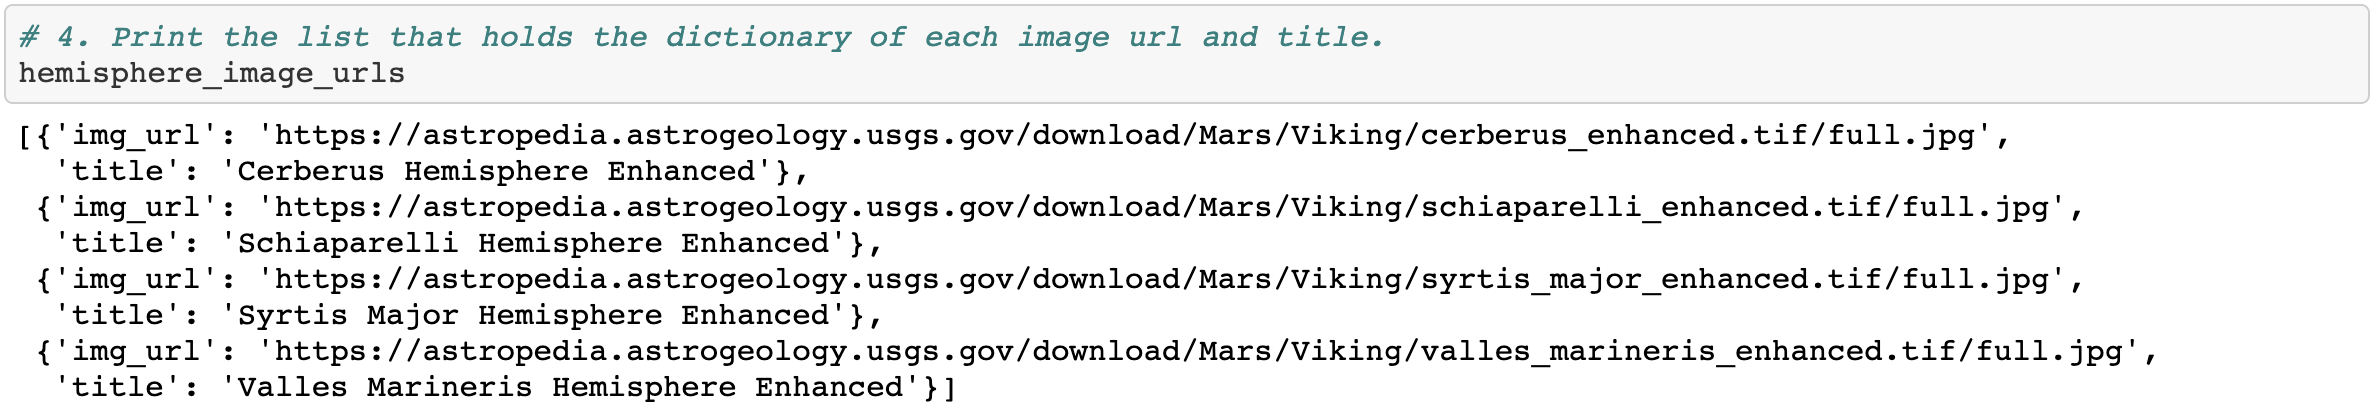 # 4. Print the list that holds the dictionary of each image url and title.
hemisphere_image_urls
[{'img_url': 'https://astropedia.astrogeology.usgs.gov/download/Mars/Viking/cerberus_enhanced.tif/full.jpg',
'title': 'Cerberus Hemisphere Enhanced'},
{'img_url': 'https://astropedia.astrogeology.usgs.gov/download/Mars/Viking/schiaparelli_enhanced.tif/full.jpg',
'title': 'Schiaparelli Hemisphere Enhanced'},
{'img_url': 'https://astropedia.astrogeology.usgs.gov/download/Mars/Viking/syrtis_major_enhanced.tif/full.jpg',
'title': 'Syrtis Major Hemisphere Enhanced'},
{'img_url': 'https://astropedia.astrogeology.usgs.gov/download/Mars/Viking/valles_marineris_enhanced.tif/full.jpg',
'title': 'Valles Marineris Hemisphere Enhanced'}]